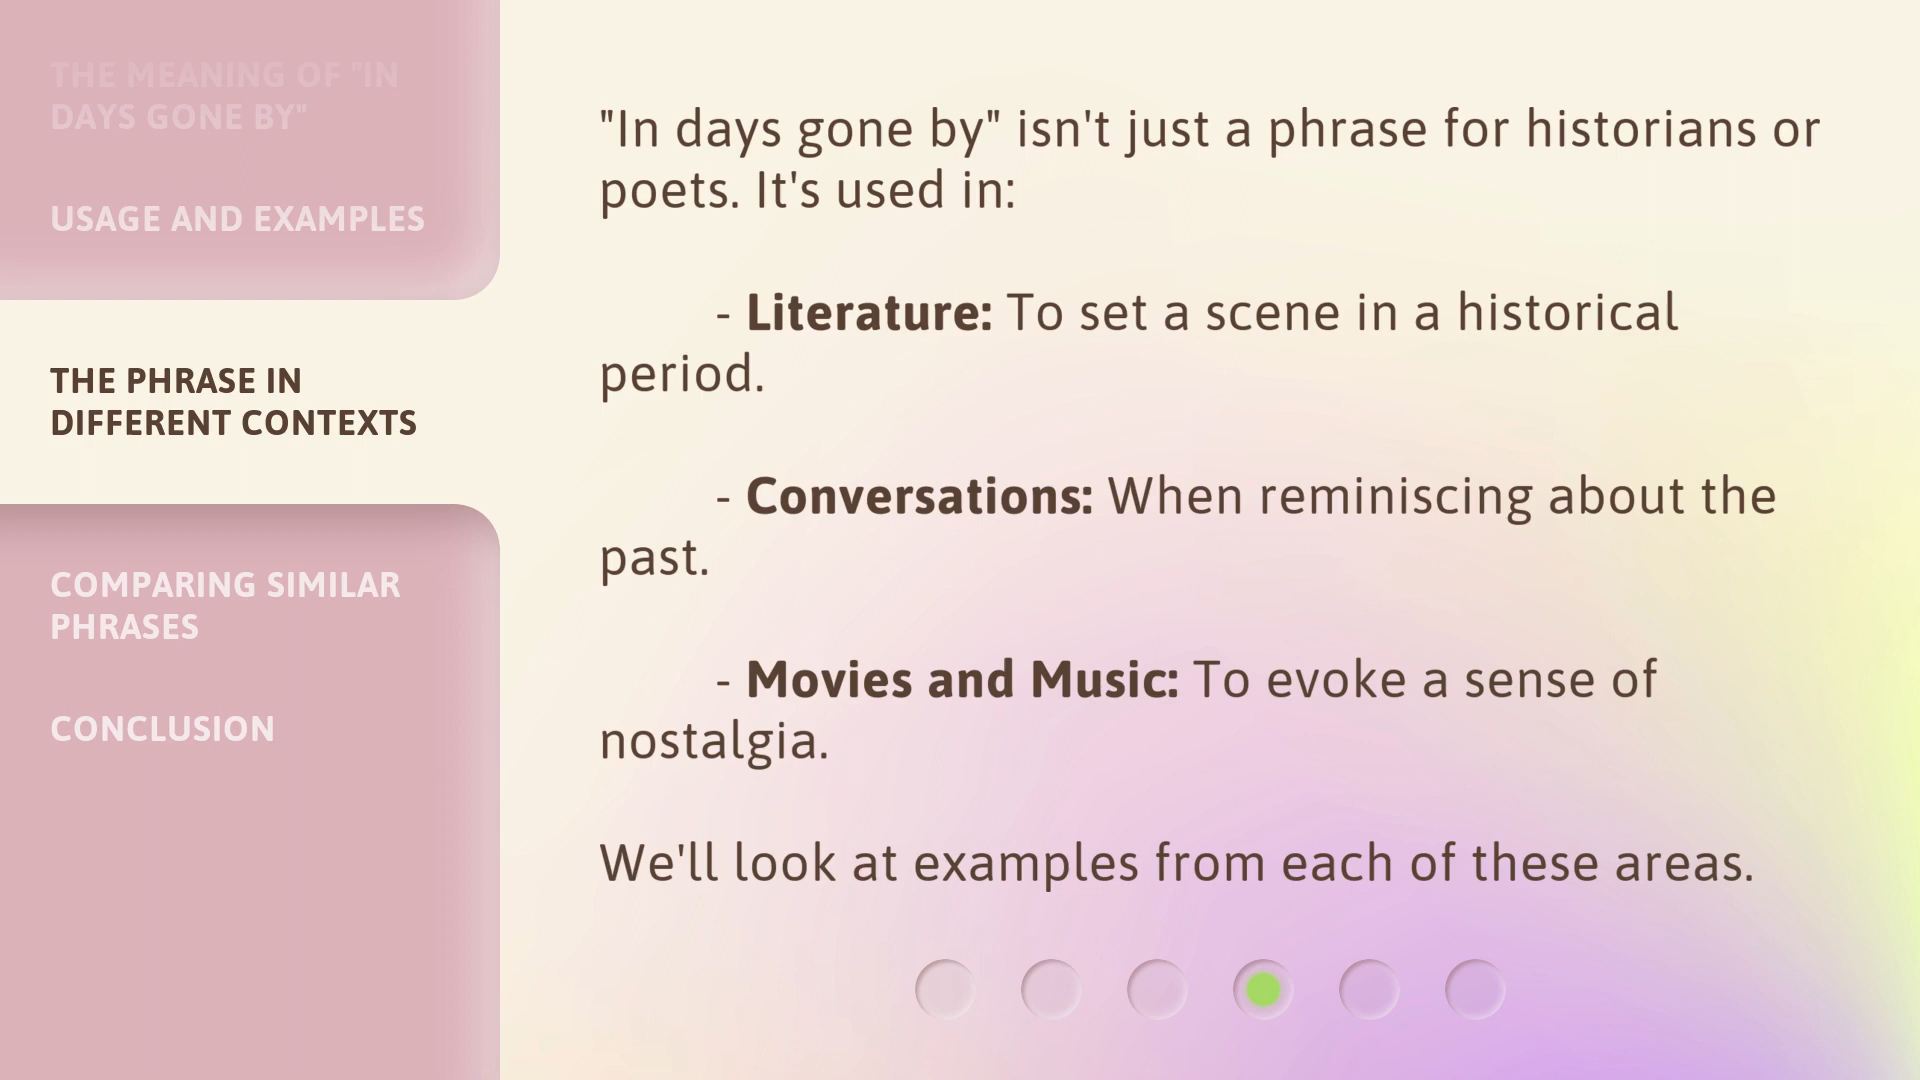 THE MEANING OF "IN
DAYS GONE BY"
USAGE AND EXAMPLES
THE PHRASE IN
DIFFERENT CONTEXTS
COMPARING SIMILAR
PHRASES
CONCLUSION
"In days gone by" isn't just a phrase for historians or
poets. It's used in:
- Literature: To set a scene in a historical
period.
- Conversations: When reminiscing about the
past.
- Movies and Music: To evoke a sense of
nostalgia.
We'll look at examples from each of these areas.